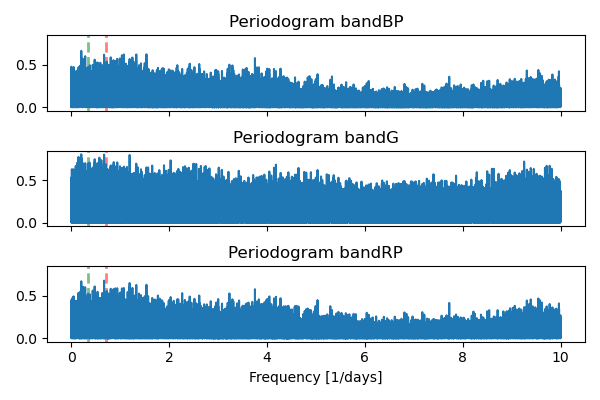 Periodogram bandBP
0.5
0.0
Periodogram bandG
0.5
0.0
Periodogram bandRP
0.5
0.0
0 2 4 6 8 10
Frequency [1/days]